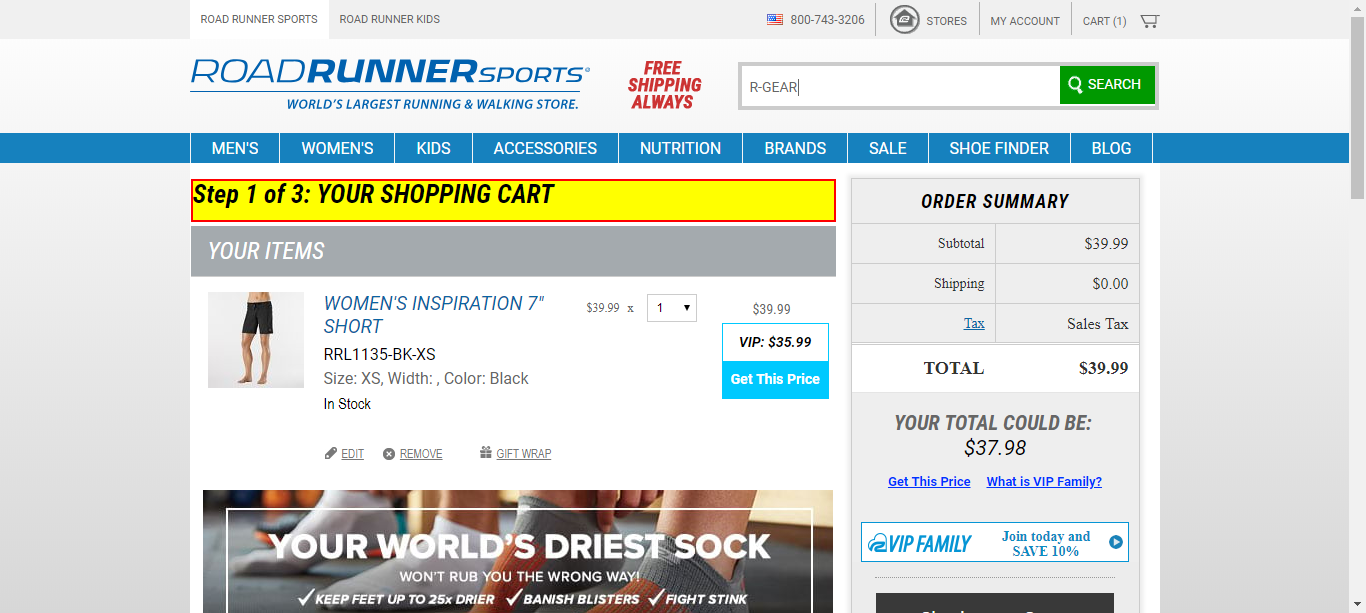 ROAD RUNNER SPORTS
ROAD RUNNER KIDS
800-743-3206
STORES
MY ACCOUNT
CART (1)
ROADRUNNERSPORTS®
WORLD'S LARGEST RUNNING & WALKING STORE.
FREE
SHIPPING
ALWAYS
R-GEAR
SEARCH
MEN'S
WOMEN'S
KIDS
ACCESSORIES
NUTRITION
BRANDS
SALE
SHOE FINDER
BLOG
Step 1 of 3: YOUR SHOPPING CART
YOUR ITEMS
WOMEN'S INSPIRATION 7"
SHORT
RRL1135-BK-XS
Size: XS, Width: , Color: Black
In Stock
$39.99 x
1
$39.99
VIP: $35.99
Get This Price
EDIT
REMOVE
GIFT WRAP
YOUR WORLD'S DRIEST SOCK
WON'T RUB YOU THE WRONG WAY!
✓KEEP FEET UP TO 25x DRIER ✓BANISH BLISTERS ✓FIGHT STINK
ORDER SUMMARY
Subtotal $39.99
Shipping $0.00
Tax Sales Tax
TOTAL $39.99
YOUR TOTAL COULD BE:
$37.98
Get This Price What is VIP Family?
VIP FAMILY
Join today and
SAVE 10%